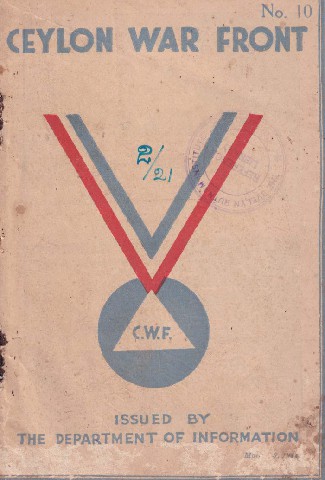 No. 10
CEYLON WAR FRONT
2/21
C.W.F.
ISSUED BY
THE DEPARTMENT OF INFORMATION